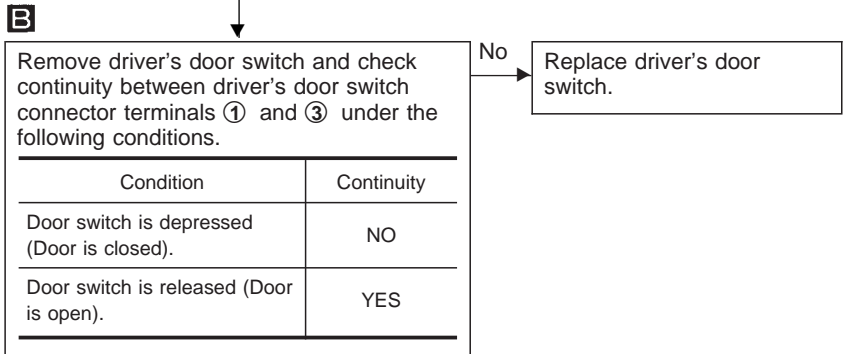 B
Remove driver's door switch and check
continuity between driver's door switch
connector terminals ① and ③ under the
following conditions.
Condition Continuity
Door switch is depressed
(Door is closed).
NO
Door switch is released (Door
is open).
YES
No
Replace driver's door
switch.